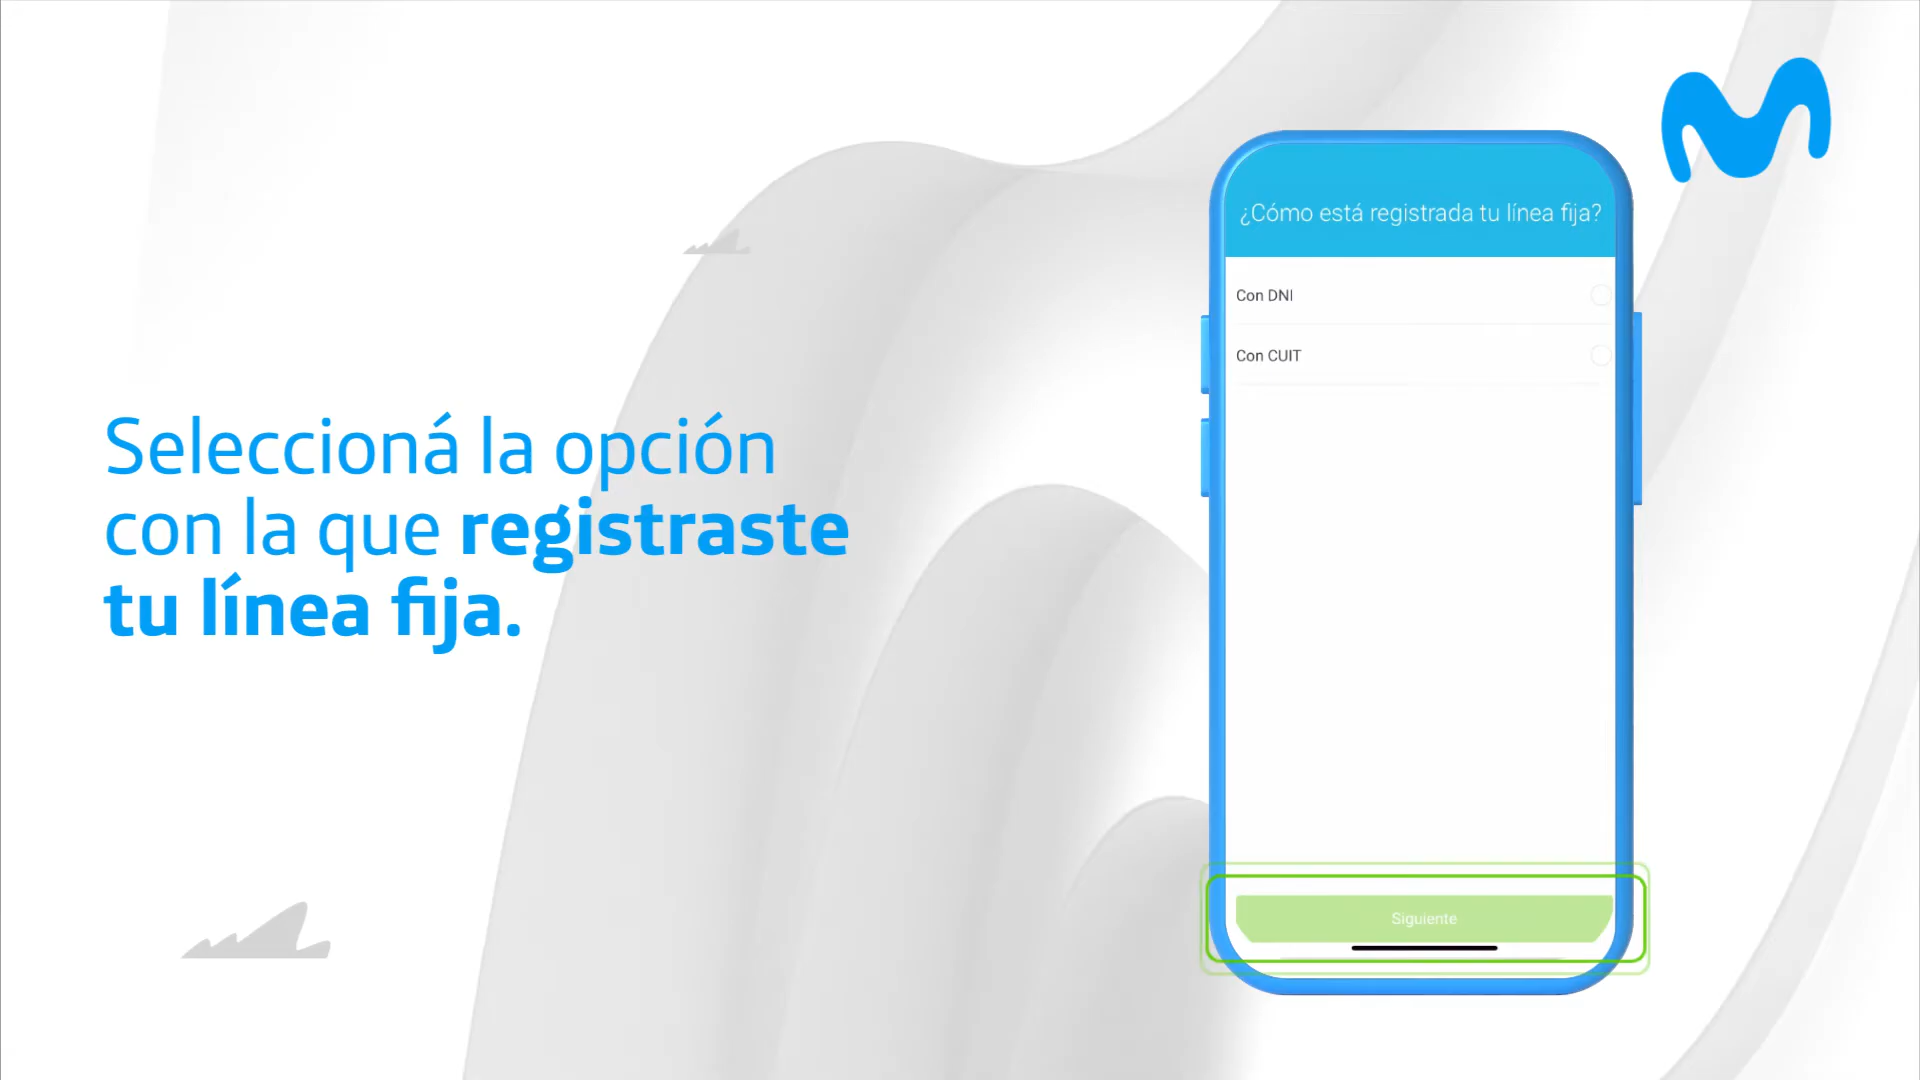 Seleccioná la opción
con la que registraste
tu línea fija.
¿Cómo está registrada tu línea fija?
Con DNI
Con CUIT
Siguiente